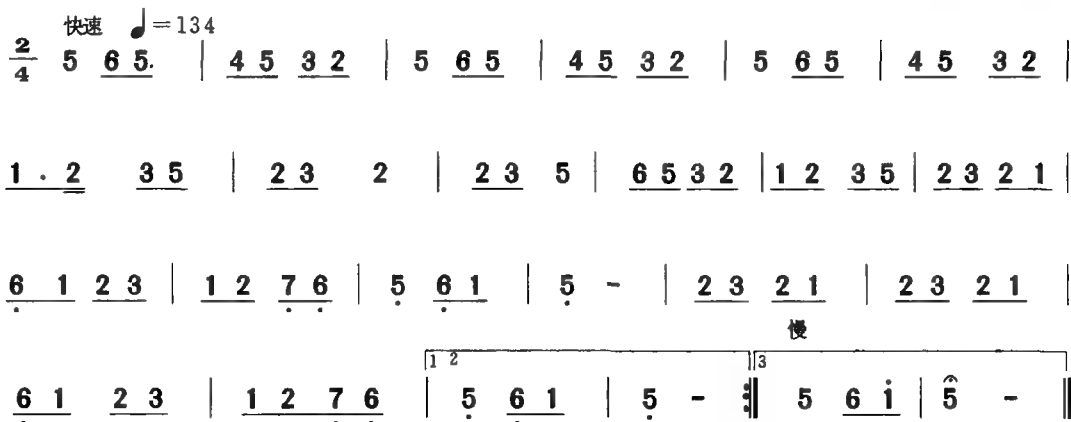 快速 ♩=134
2/4 5 6 5. | 4 5 3 2 | 5 6 5 | 4 5 3 2 | 5 6 5 | 4 5 3 2 |
1 . 2 3 5 | 2 3 2 | 2 3 5 | 6 5 3 2 | 1 2 3 5 | 2 3 2 1 |
6̣ 1 2 3 | 1 2 7̣ 6̣ | 5̣ 6̣ 1 | 5̣ - | 2 3 2 1 | 2 3 2 1 |
慢
1 2 3
6̣ 1 2 3 | 1 2 7̣ 6̣ | 5̣ 6̣ 1 | 5̣ - :‖ 5 6 1̇ | 5 - ‖